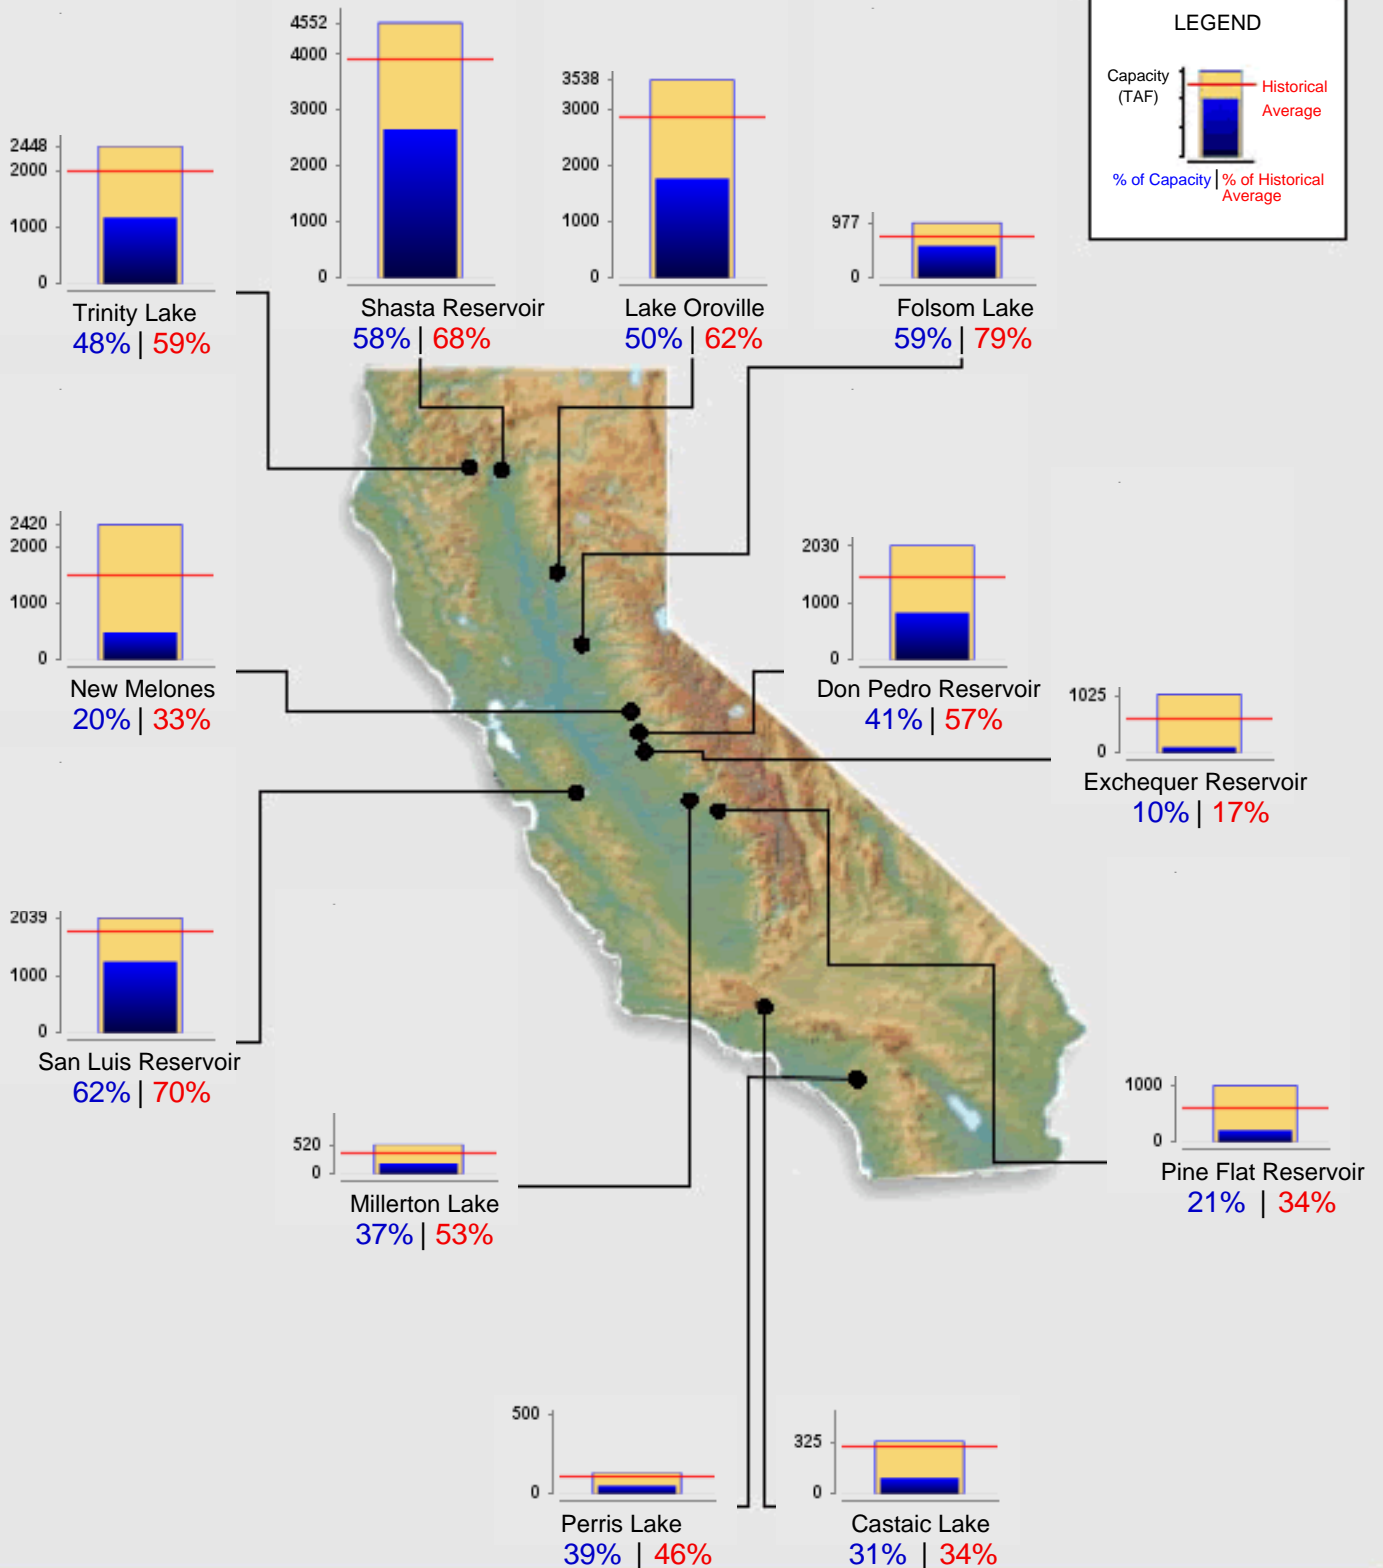 LEGEND
Capacity
(TAF)
Historical
Average
% of Capacity | % of Historical
Average
4552
4000
3000
2000
1000
0
Shasta Reservoir
58% | 68%
3538
3000
2000
1000
0
Lake Oroville
50% | 62%
2448
2000
1000
0
Trinity Lake
48% | 59%
977
0
Folsom Lake
59% | 79%
2420
2000
1000
0
New Melones
20% | 33%
2030
1000
0
Don Pedro Reservoir
41% | 57%
1025
0
Exchequer Reservoir
10% | 17%
2039
1000
0
San Luis Reservoir
62% | 70%
520
0
Millerton Lake
37% | 53%
1000
0
Pine Flat Reservoir
21% | 34%
500
0
Perris Lake
39% | 46%
325
0
Castaic Lake
31% | 34%